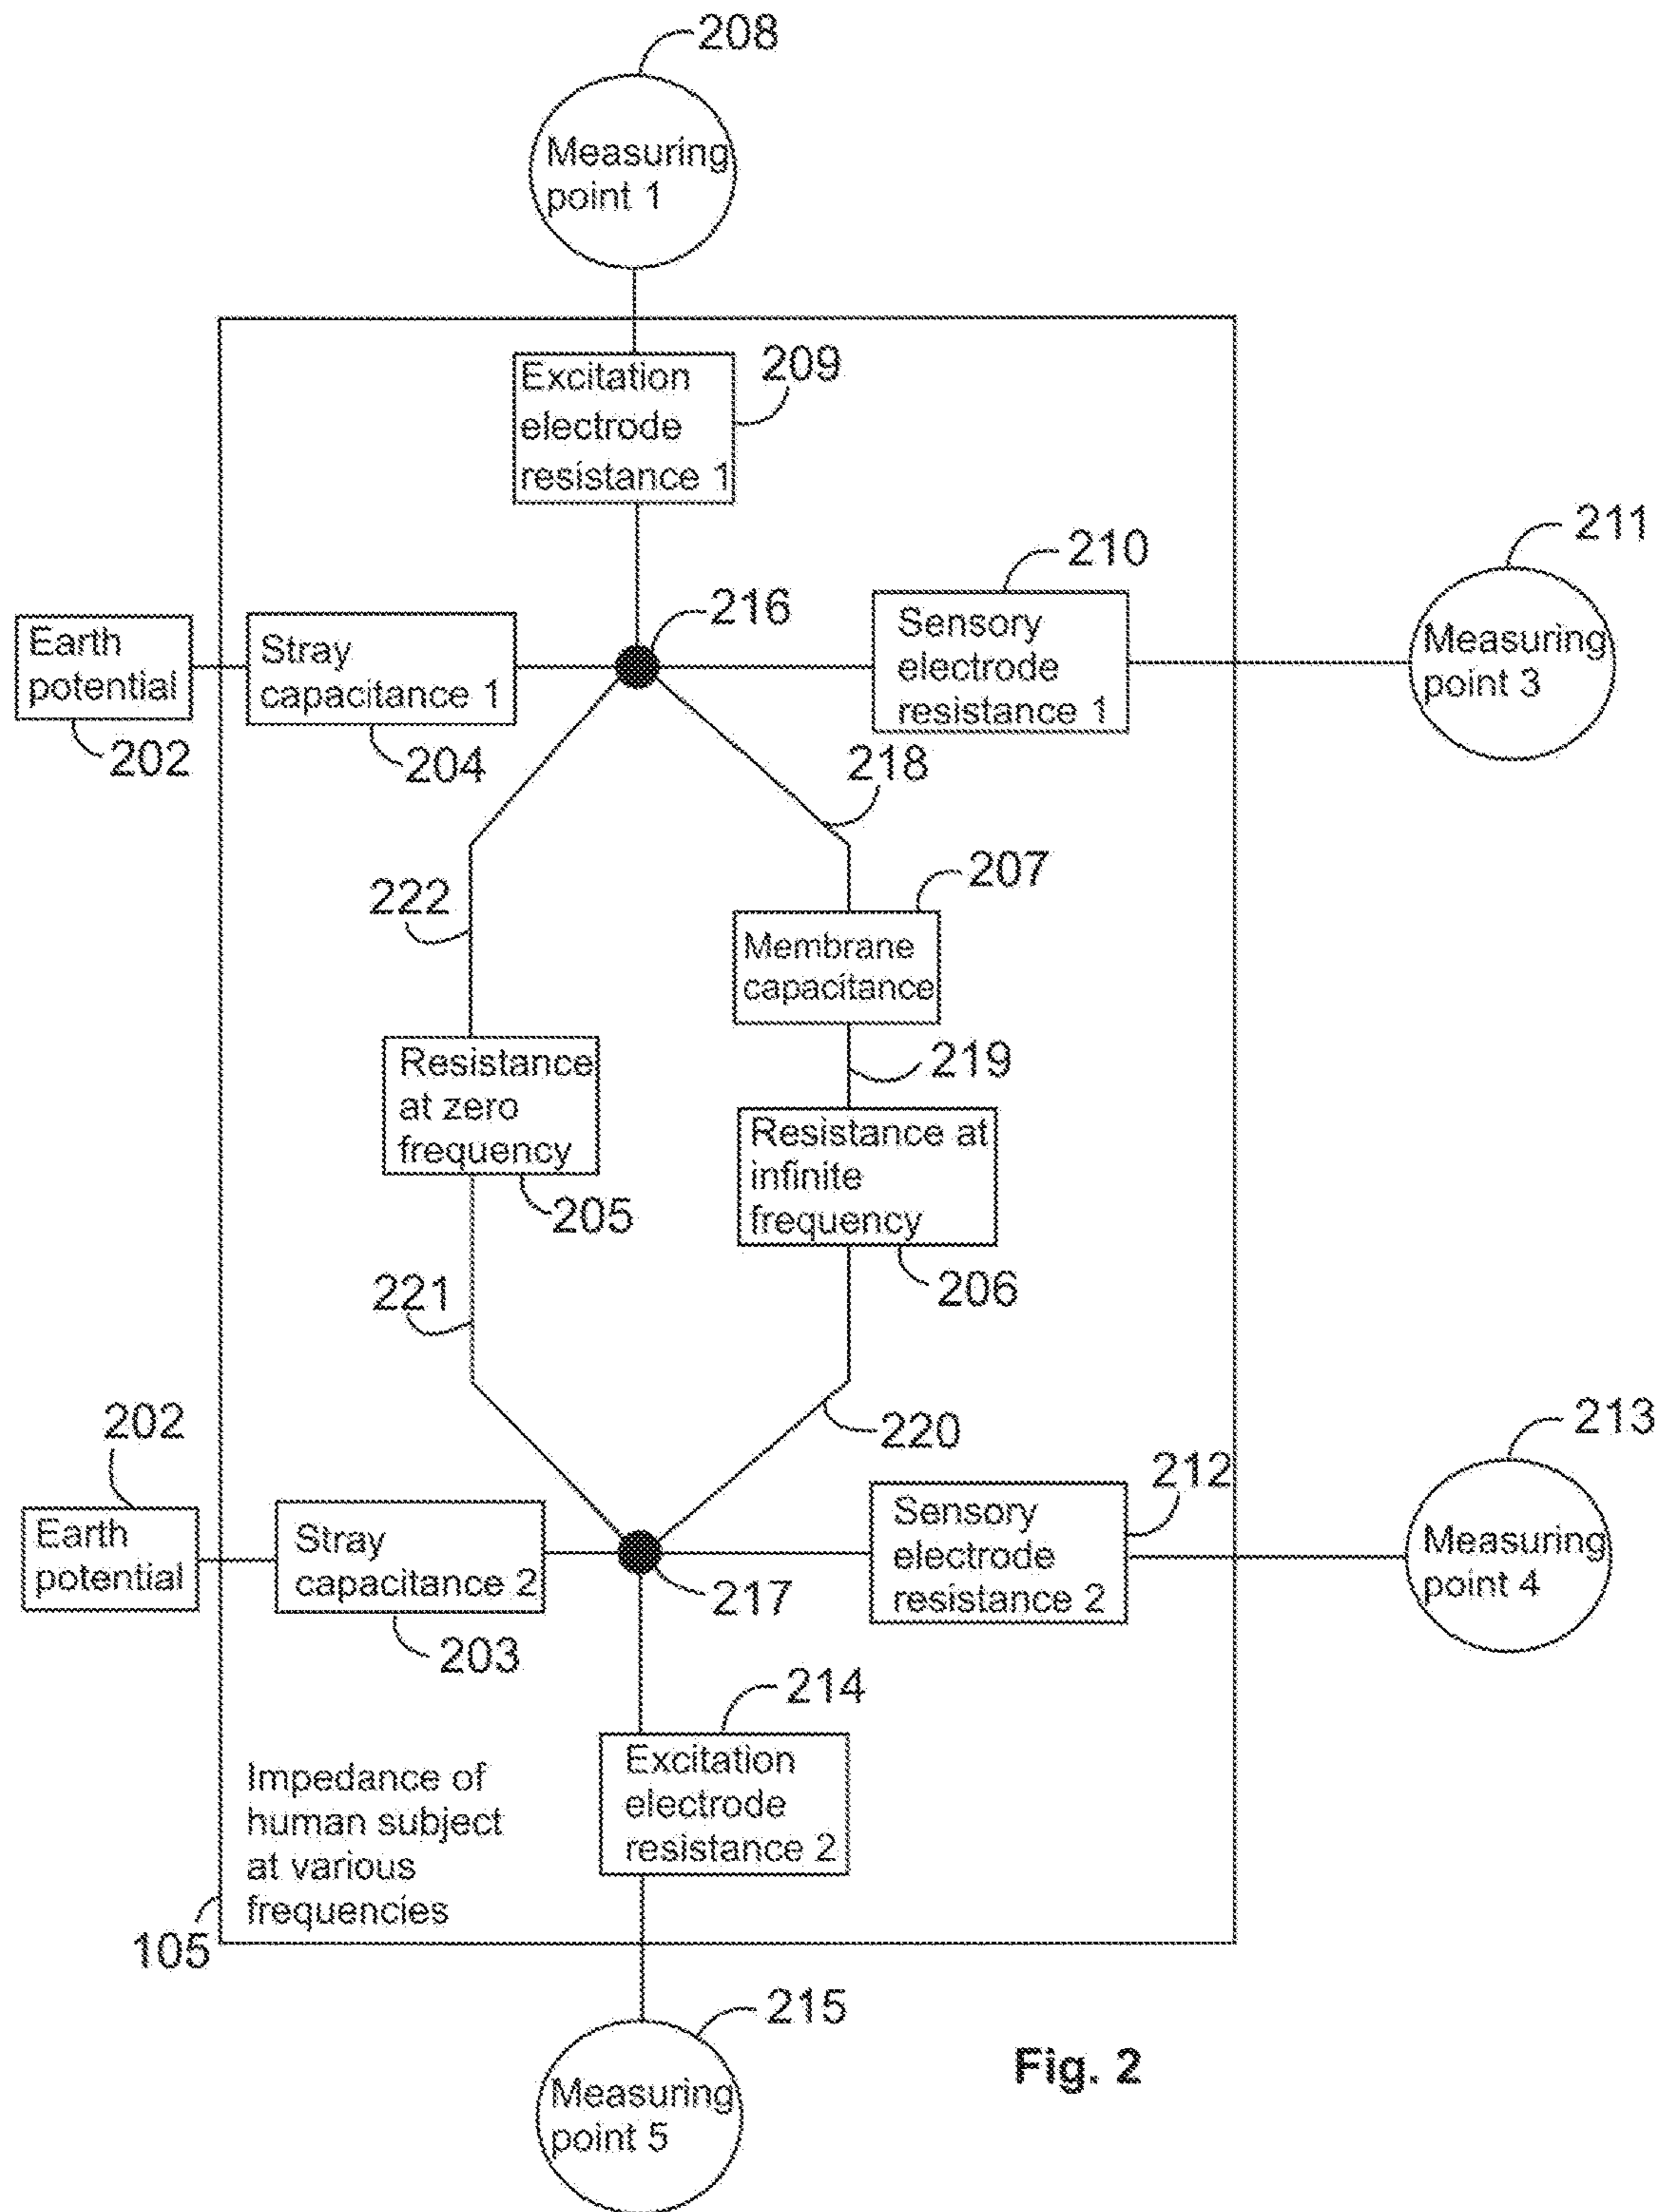 208
Measuring
point 1
209
Excitation
electrode
resistance 1
210
211
216
Earth
potential
Stray
capacitance 1
Sensory
electrode
resistance 1
Measuring
point 3
202
204
218
207
222
Membrane
capacitance
219
Resistance
at zero
frequency
Resistance at
infinite
frequency
205
206
221
220
202
213
212
Earth
potential
Stray
capacitance 2
Sensory
electrode
resistance 2
Measuring
point 4
217
203
214
Impedance of
human subject
at various
frequencies
Excitation
electrode
resistance 2
105
215
Measuring
point 5
Fig. 2